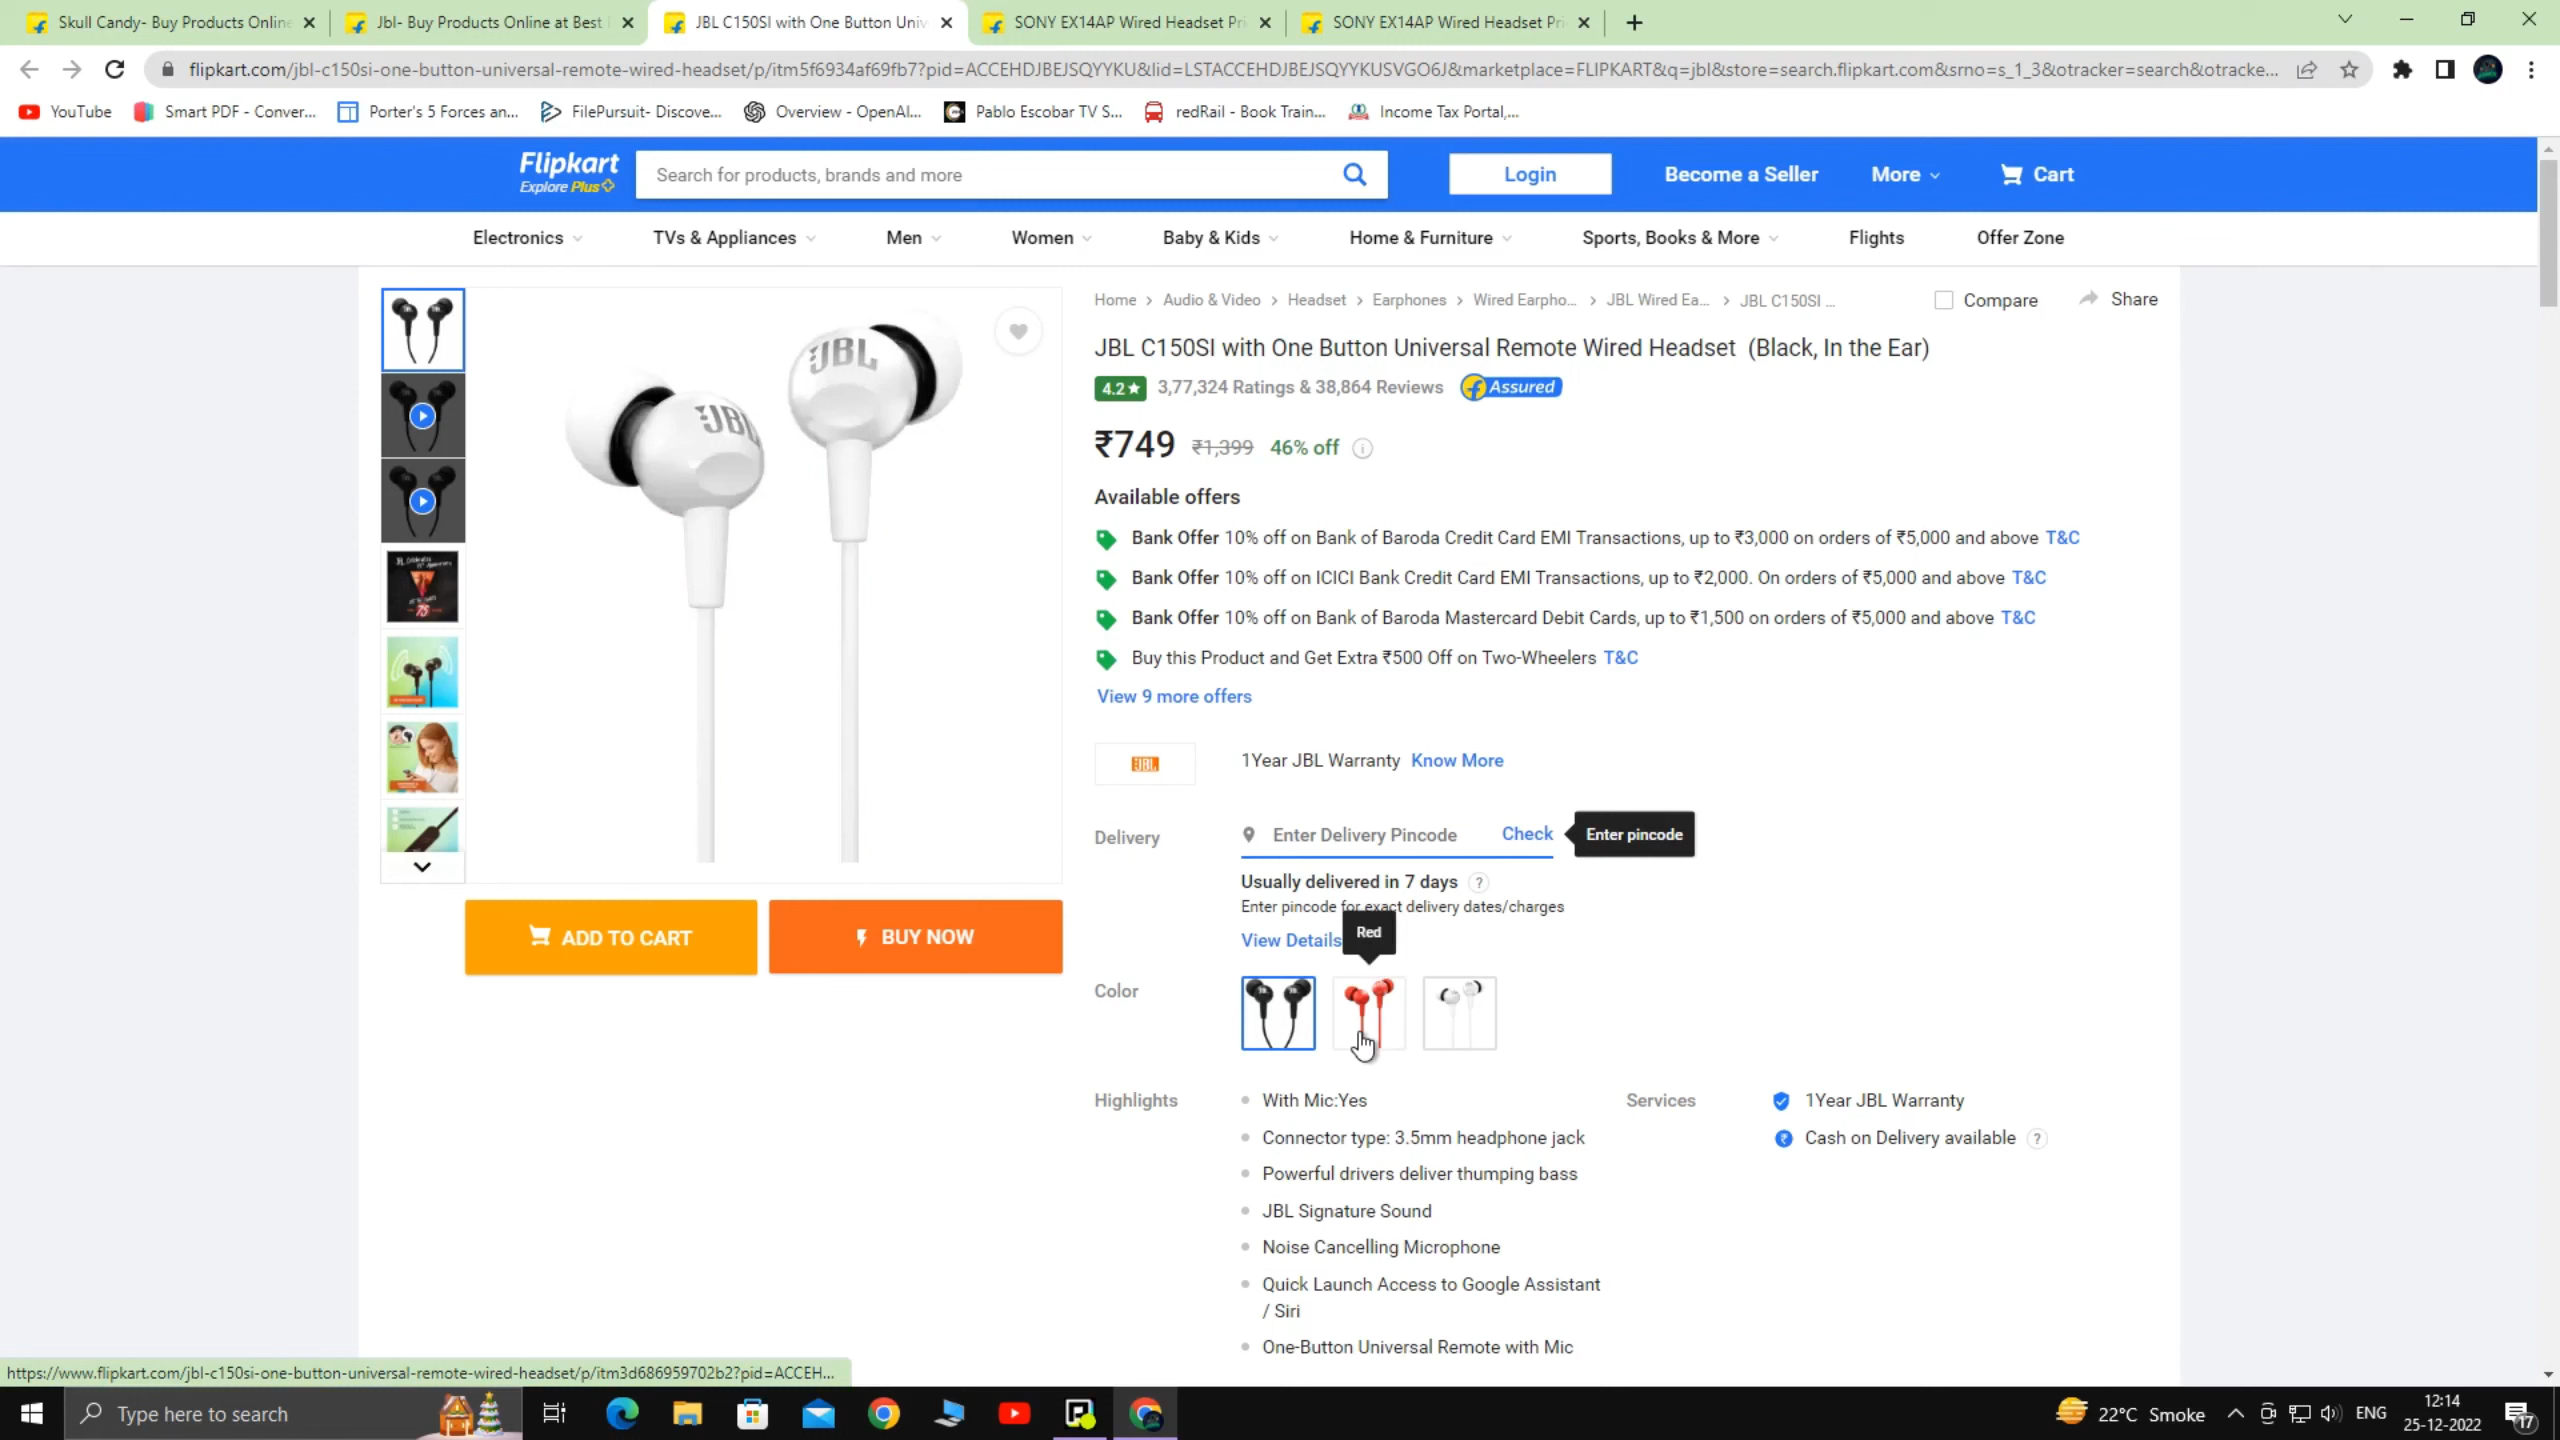 Skull Candy- Buy Products Online
Jbl- Buy Products Online at Best
JBL C150SI with One Button Univ
SONY EX14AP Wired Headset Pri
SONY EX14AP Wired Headset Pri
flipkart.com/jbl-c150si-one-button-universal-remote-wired-headset/p/itm5f6934af69fb7?pid=ACCEHDJBEJSQYYKU&lid=LSTACCEHDJBEJSQYYKUSVGO6J&marketplace=FLIPKART&q=jbl&store=search.flipkart.com&srno=s_1_3&otracker=search&otracke...
YouTube
Smart PDF - Conver...
Porter's 5 Forces an...
FilePursuit- Discove...
Overview - OpenAI...
Pablo Escobar TV S...
redRail - Book Train...
Income Tax Portal,...
Flipkart
Explore Plus
Search for products, brands and more
Login
Become a Seller
More
Cart
Electronics
TVs & Appliances
Men
Women
Baby & Kids
Home & Furniture
Sports, Books & More
Flights
Offer Zone
Home > Audio & Video > Headset > Earphones > Wired Earpho... > JBL Wired Ea... > JBL C150SI ...
Compare
Share
JBL C150SI with One Button Universal Remote Wired Headset (Black, In the Ear)
4.2★ 3,77,324 Ratings & 38,864 Reviews
Assured
₹749 ₹1,399 46% off
JBL
JBL
Available offers
Bank Offer 10% off on Bank of Baroda Credit Card EMI Transactions, up to ₹3,000 on orders of ₹5,000 and above T&C
Bank Offer 10% off on ICICI Bank Credit Card EMI Transactions, up to ₹2,000. On orders of ₹5,000 and above T&C
Bank Offer 10% off on Bank of Baroda Mastercard Debit Cards, up to ₹1,500 on orders of ₹5,000 and above T&C
Buy this Product and Get Extra ₹500 Off on Two-Wheelers T&C
View 9 more offers
JBL
1Year JBL Warranty Know More
Delivery
Enter Delivery Pincode
Check
Enter pincode
Usually delivered in 7 days ?
Enter pincode for exact delivery dates/charges
View Details
Red
ADD TO CART
BUY NOW
Color
Highlights
With Mic:Yes
Connector type: 3.5mm headphone jack
Powerful drivers deliver thumping bass
JBL Signature Sound
Noise Cancelling Microphone
Quick Launch Access to Google Assistant
/ Siri
One-Button Universal Remote with Mic
Services
1Year JBL Warranty
Cash on Delivery available ?
https://www.flipkart.com/jbl-c150si-one-button-universal-remote-wired-headset/p/itm3d686959702b2?pid=ACCEH...
Type here to search
22°C Smoke
ENG
12:14
25-12-2022
17